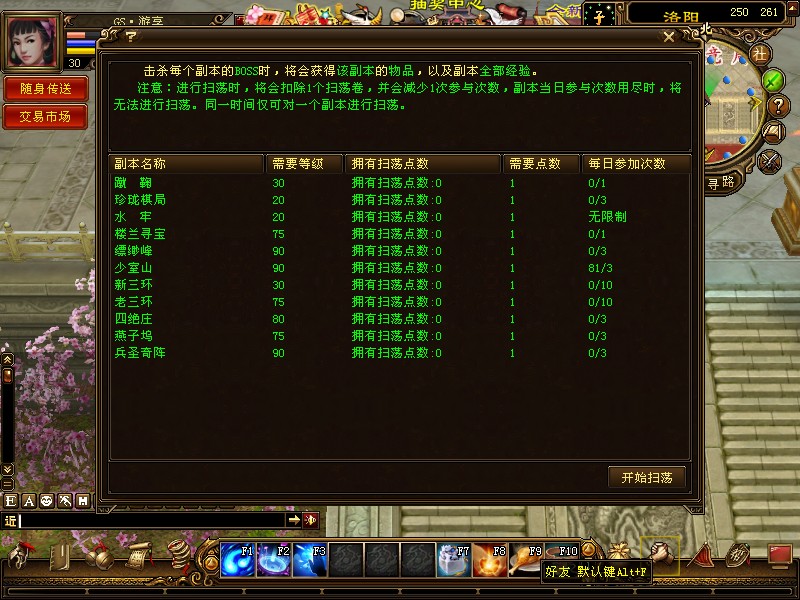 抽奖中心
GS·游亮
洛阳
250 261
子
北
30
随身传送
交易市场
社
寻路
击杀每个副本的BOSS时，将会获得该副本的物品，以及副本全部经验。
注意：进行扫荡时，将会扣除1个扫荡卷，并会减少1次参与次数，副本当日参与次数用尽时，将
无法进行扫荡。同一时间仅可对一个副本进行扫荡。
副本名称 需要等级 拥有扫荡点数 需要点数 每日参加次数
蹴 鞠 30 拥有扫荡点数:0 1 0/1
珍珑棋局 20 拥有扫荡点数:0 1 0/3
水 牢 20 拥有扫荡点数:0 1 无限制
楼兰寻宝 75 拥有扫荡点数:0 1 0/1
缥缈峰 90 拥有扫荡点数:0 1 0/3
少室山 90 拥有扫荡点数:0 1 81/3
新三环 30 拥有扫荡点数:0 1 0/10
老三环 75 拥有扫荡点数:0 1 0/10
四绝庄 80 拥有扫荡点数:0 1 0/3
燕子坞 75 拥有扫荡点数:0 1 0/3
兵圣奇阵 90 拥有扫荡点数:0 1 0/3
开始扫荡
近
F1 F2 F3 F7 F8 F9 F10
好友 默认键Alt+F